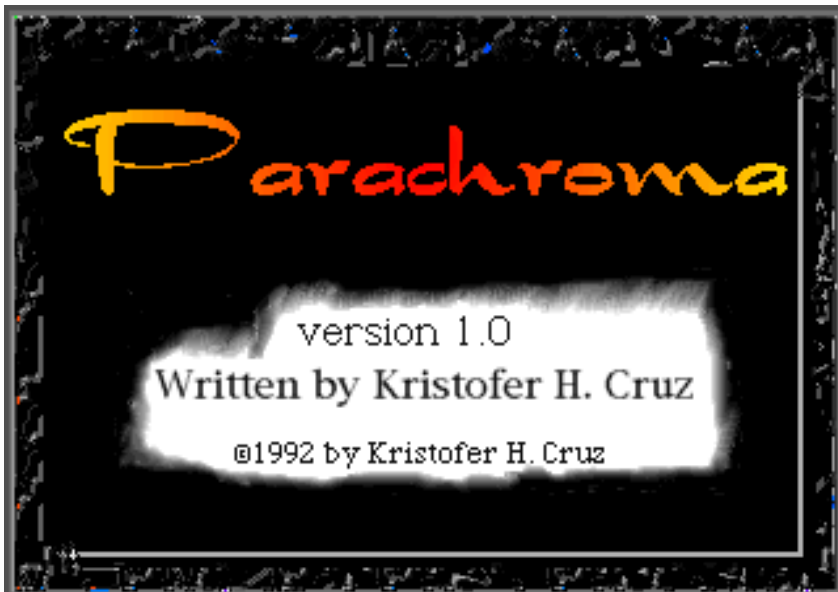 Parachroma
version 1.0
Written by Kristofer H. Cruz
©1992 by Kristofer H. Cruz